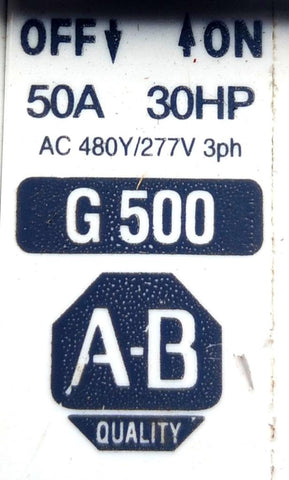 OFF↓ ↑ON
50A 30HP
AC 480Y/277V 3ph
G 500
A-B
QUALITY